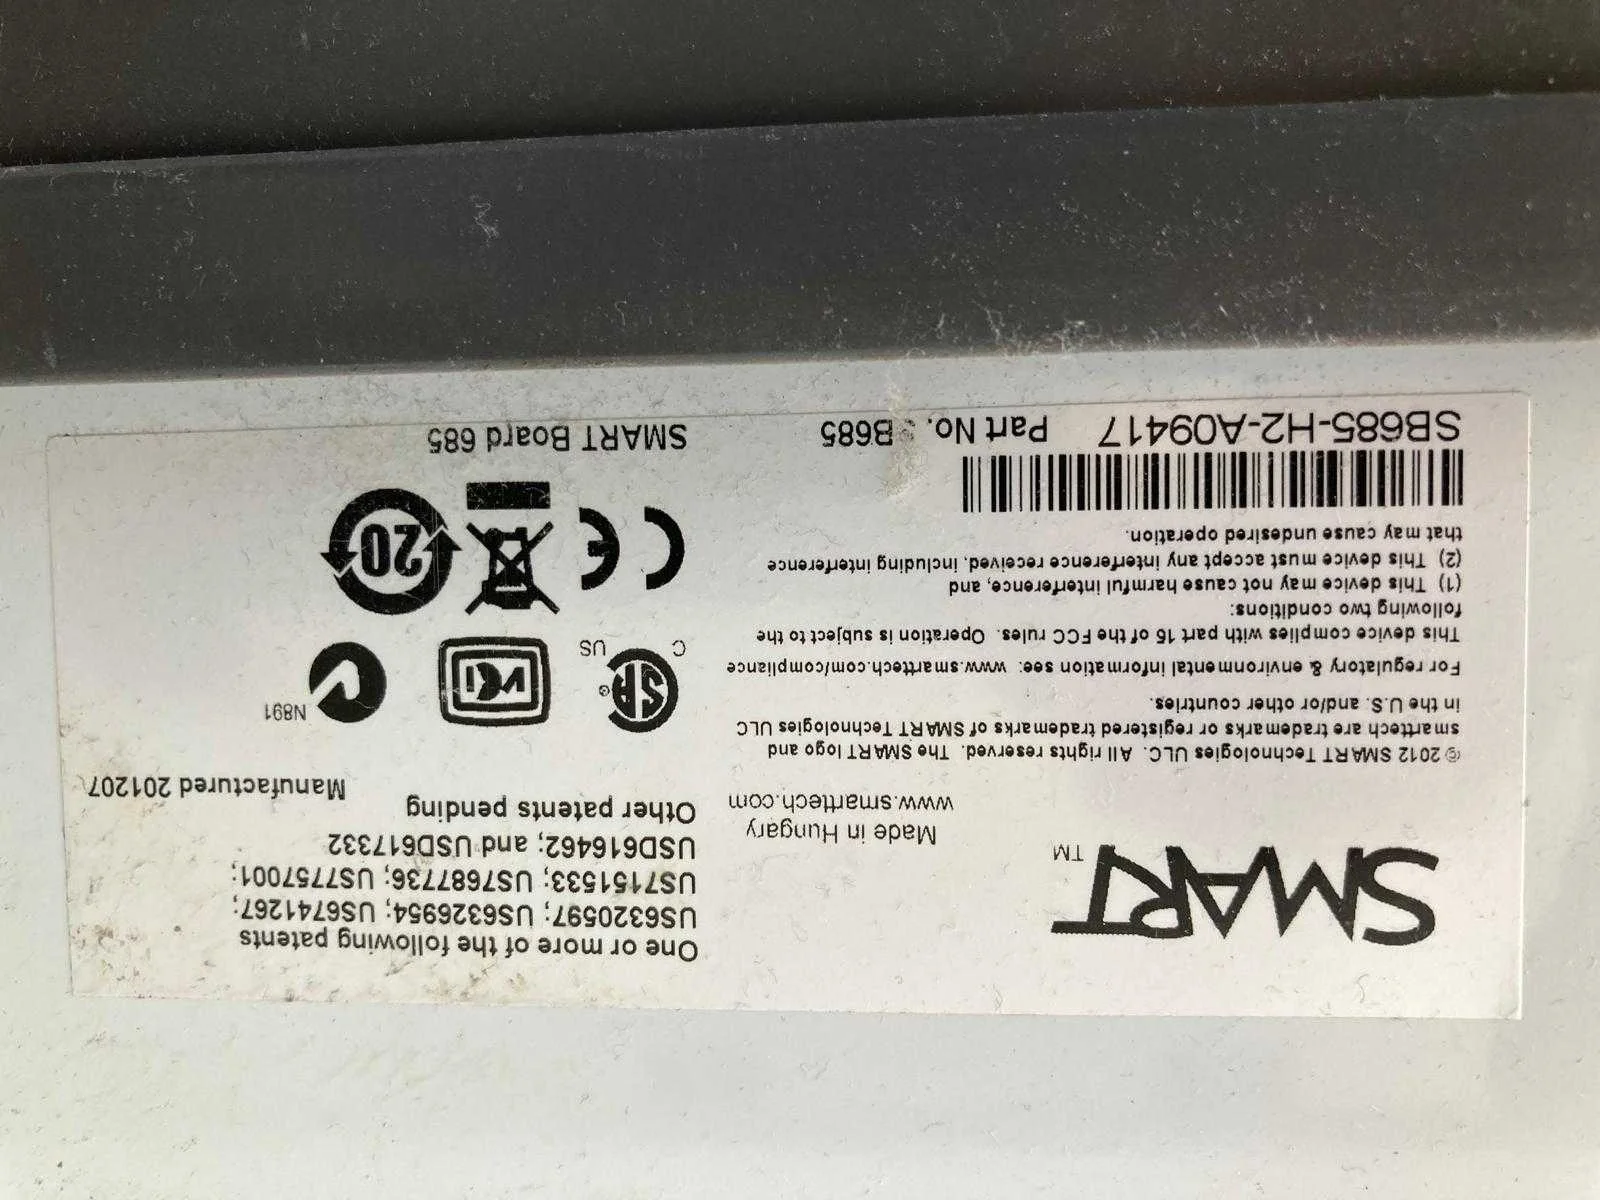 SMART™
Made in Hungary
www.smarttech.com
© 2012 SMART Technologies ULC. All rights reserved. The SMART logo and
smarttech are trademarks or registered trademarks of SMART Technologies ULC
in the U.S. and/or other countries.
For regulatory & environmental information see: www.smarttech.com/compliance
This device complies with part 15 of the FCC rules. Operation is subject to the
following two conditions:
(1) This device may not cause harmful interference, and
(2) This device must accept any interference received, including interference
that may cause undesired operation.
SB685-H2-A09417 Part No. SB685
One or more of the following patents
US6320597; US6326954; US6741267;
US7151533; US7687736; US7757001;
USD616462; and USD617332
Other patents pending
Manufactured 201207
C SA® US
VCI
N891
CE
20
SMART Board 685